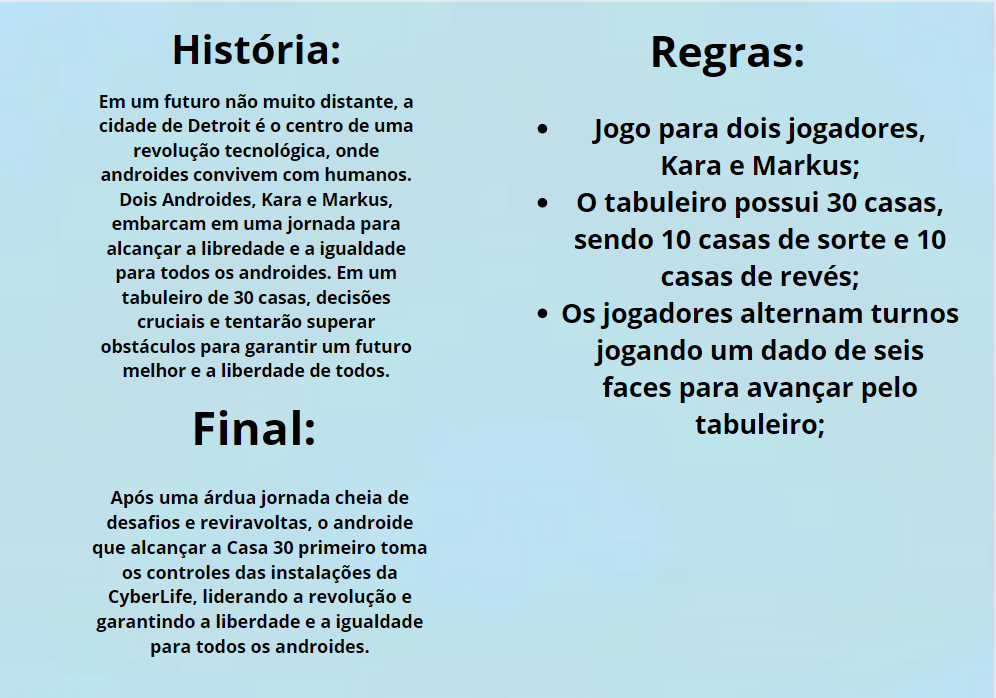 História:
Em um futuro não muito distante, a
cidade de Detroit é o centro de uma
revolução tecnológica, onde
androides convivem com humanos.
Dois Androides, Kara e Markus,
embarcam em uma jornada para
alcançar a libredade e a igualdade
para todos os androides. Em um
tabuleiro de 30 casas, decisões
cruciais e tentarão superar
obstáculos para garantir um futuro
melhor e a liberdade de todos.
Final:
Após uma árdua jornada cheia de
desafios e reviravoltas, o androide
que alcançar a Casa 30 primeiro toma
os controles das instalações da
CyberLife, liderando a revolução e
garantindo a liberdade e a igualdade
para todos os androides.
Regras:
• Jogo para dois jogadores,
Kara e Markus;
• O tabuleiro possui 30 casas,
sendo 10 casas de sorte e 10
casas de revés;
• Os jogadores alternam turnos
jogando um dado de seis
faces para avançar pelo
tabuleiro;